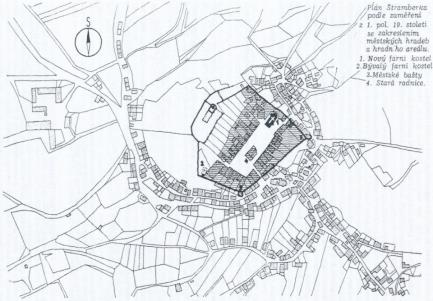 S
Plán Štramberka
podle zaměření
z 1. pol. 19. století
se zakreslením
městských hradeb
a hradního areálu.
1. Nový farní kostel
2. Bývalý farní kostel
3. Městské bašty
4. Stará radnice.